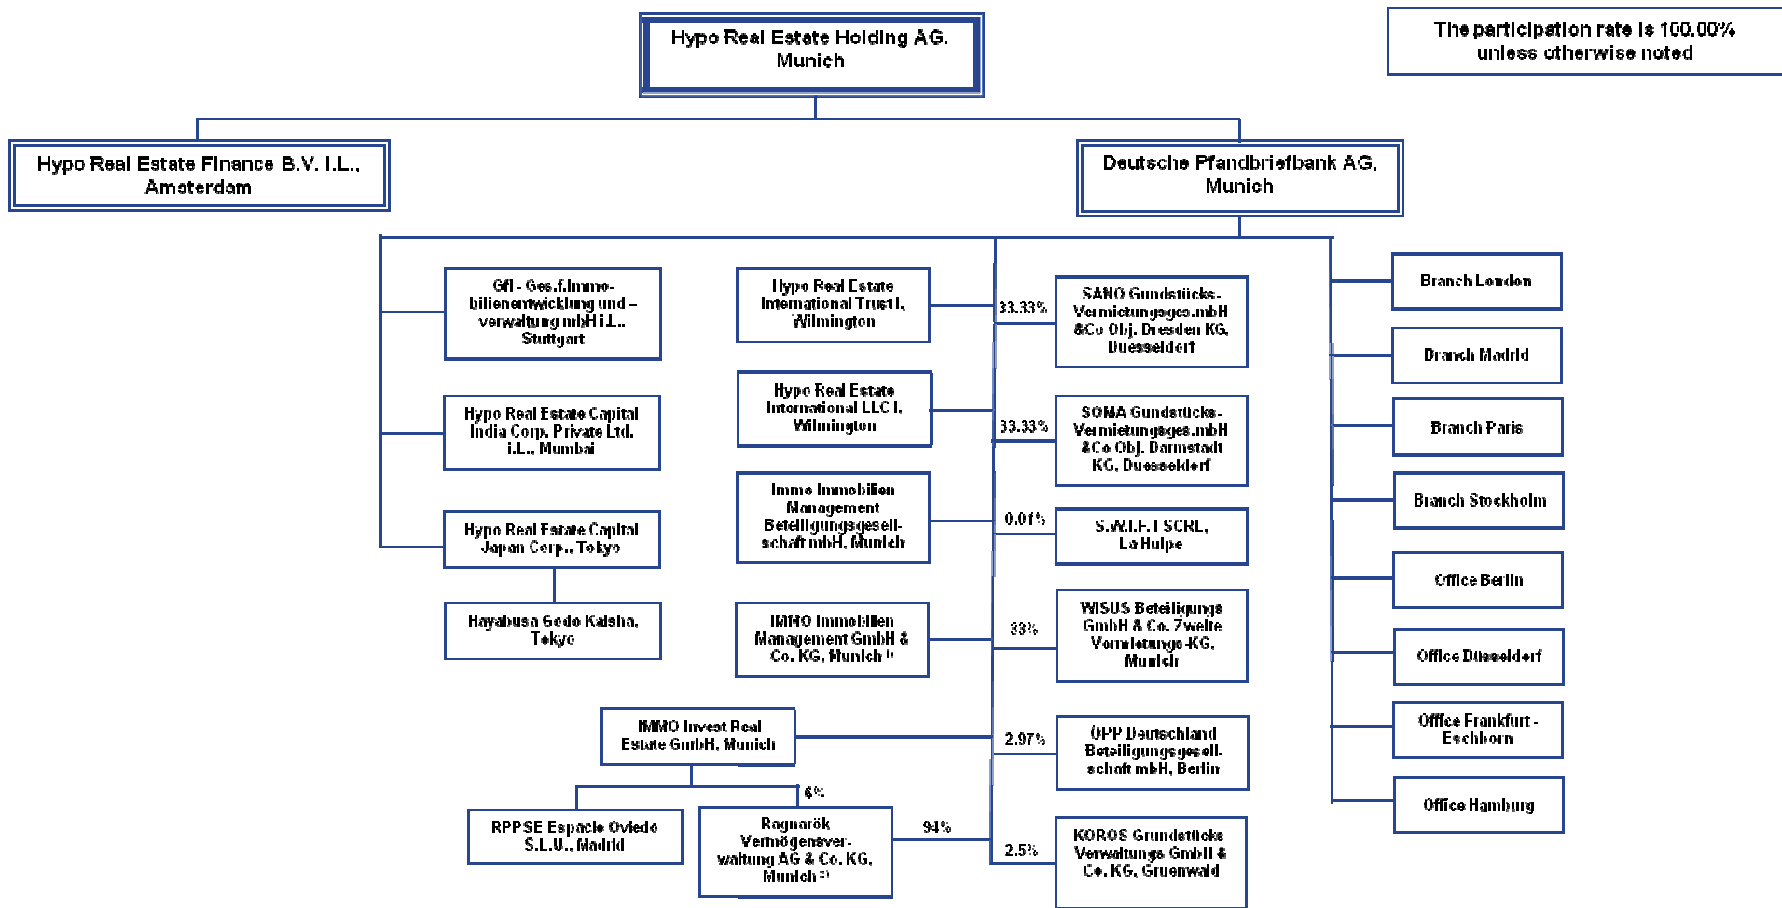 Hypo Real Estate Holding AG.
Munich
The participation rate is 100.00%
unless otherwise noted
Hypo Real Estate Finance B.V. I.L.,
Amsterdam
Deutsche Pfandbriefbank AG,
Munich
GfI - Ges.f.Immo-
bilienentwicklung und –
verwaltung mbH i.L.,
Stuttgart
Hypo Real Estate Capital
India Corp. Private Ltd.
i.L., Mumbai
Hypo Real Estate Capital
Japan Corp., Tokyo
Hayabusa Godo Kaisha,
Tokyo
Hypo Real Estate
International Trust I,
Wilmington
Hypo Real Estate
International LLC I,
Wilmington
Immo Immobilien
Management
Beteiligungsgesell-
schaft mbH, Munich
IMMO Immobilien
Management GmbH &
Co. KG, Munich 1)
IMMO Invest Real
Estate GmbH, Munich
6%
RPPSE Espacio Oviedo
S.L.U., Madrid
Ragnarök
Vermögensver-
waltung AG & Co. KG,
Munich 2)
94%
33.33%
SANO Gundstücks-
Vermietungsges.mbH
&Co Obj. Dresden KG,
Duesseldorf
33.33%
SOMA Gundstücks-
Vermietungsges.mbH
&Co Obj. Darmstadt
KG, Duesseldorf
0.01%
S.W.I.F.T SCRL,
La Hulpe
33%
WISUS Beteiligungs
GmbH & Co. Zweite
Vermietungs-KG,
Munich
2.97%
ÖPP Deutschland
Beteiligungsgesell-
schaft mbH, Berlin
2.5%
KOROS Grundstücks
Verwaltungs GmbH &
Co. KG, Gruenwald
Branch London
Branch Madrid
Branch Paris
Branch Stockholm
Office Berlin
Office Düsseldorf
Office Frankfurt -
Eschborn
Office Hamburg